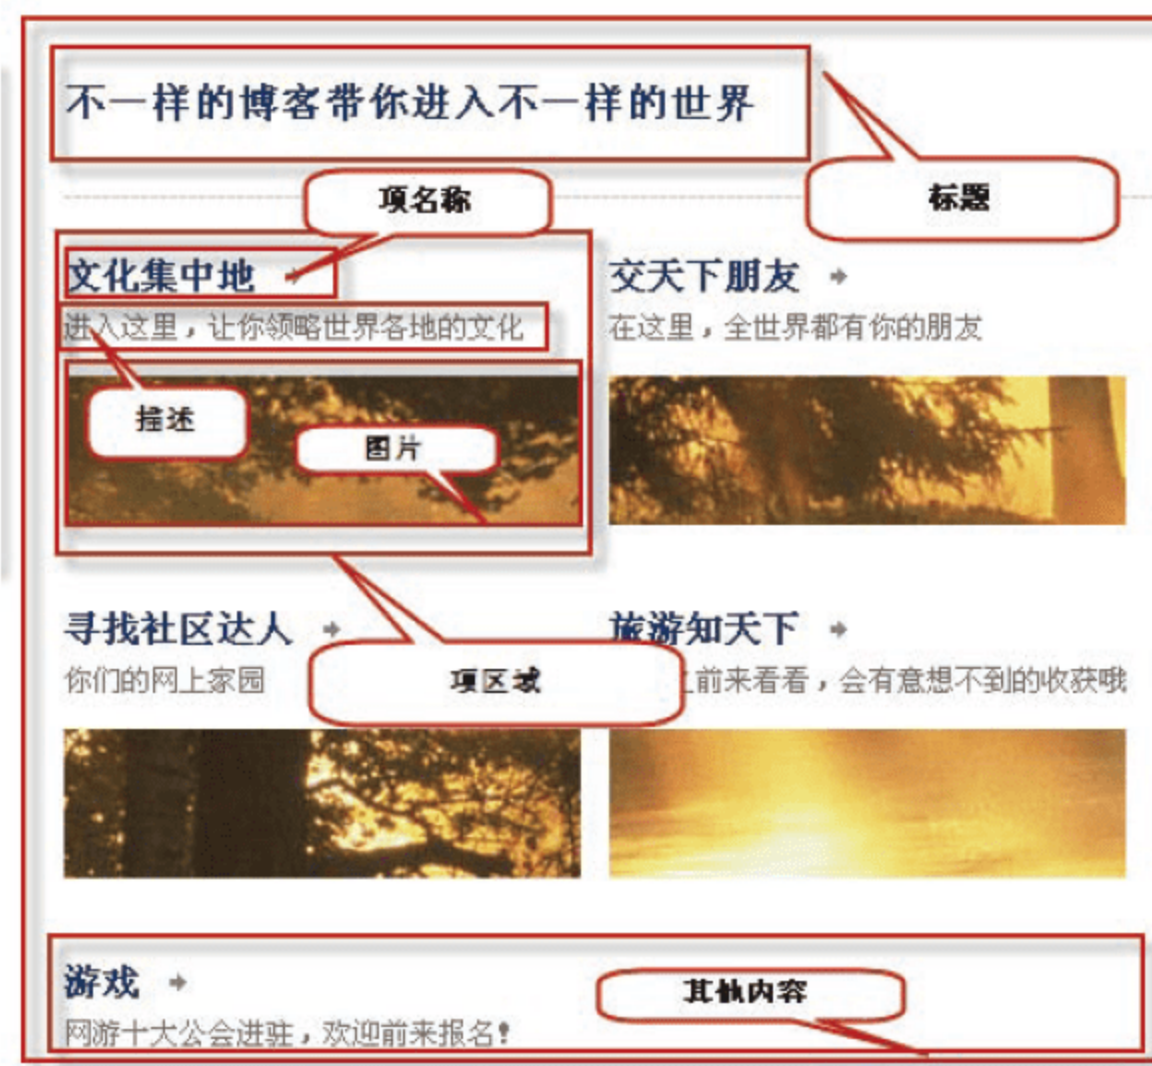 不一样的博客带你进入不一样的世界
标题
项名称
文化集中地
进入这里，让你领略世界各地的文化
描述
图片
交天下朋友
在这里，全世界都有你的朋友
项区域
寻找社区达人
你们的网上家园
旅游知天下
前来看看，会有意想不到的收获哦
游戏
网游十大公会进驻，欢迎前来报名！
其他内容